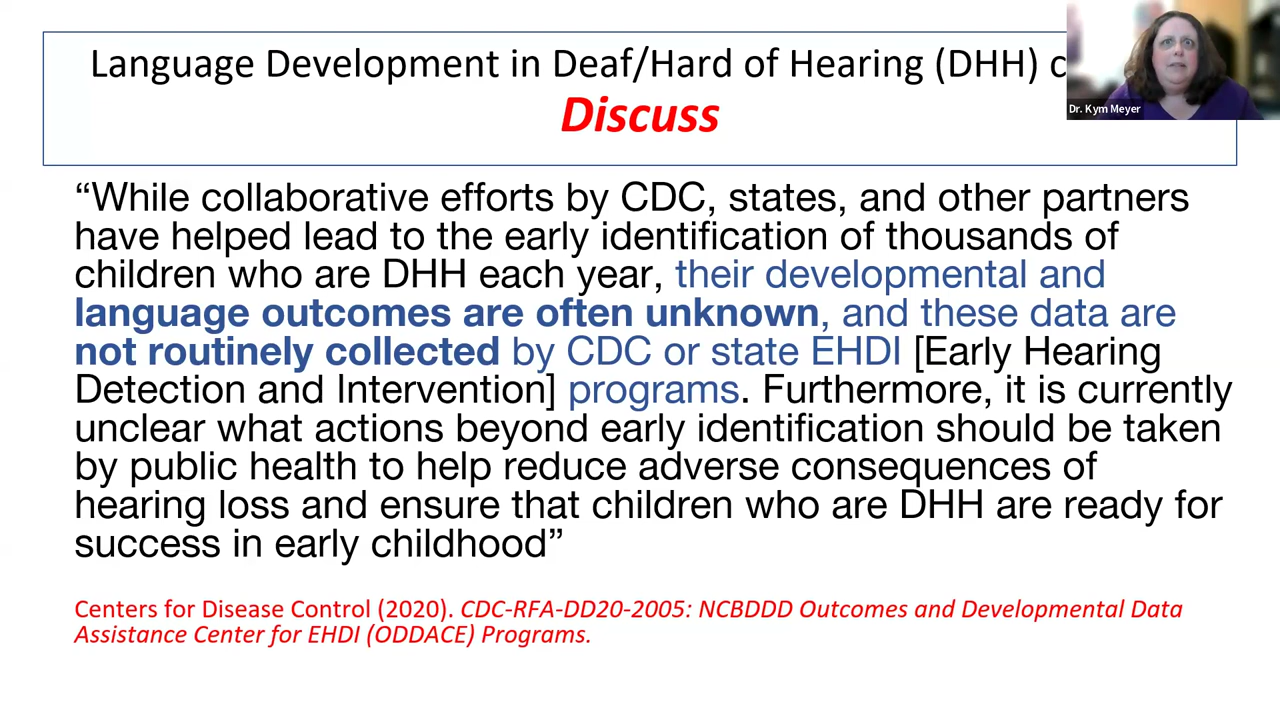 Language Development in Deaf/Hard of Hearing (DHH) c
Discuss
Dr. Kym Meyer
“While collaborative efforts by CDC, states, and other partners
have helped lead to the early identification of thousands of
children who are DHH each year, their developmental and
language outcomes are often unknown, and these data are
not routinely collected by CDC or state EHDI [Early Hearing
Detection and Intervention] programs. Furthermore, it is currently
unclear what actions beyond early identification should be taken
by public health to help reduce adverse consequences of
hearing loss and ensure that children who are DHH are ready for
success in early childhood”
Centers for Disease Control (2020). CDC-RFA-DD20-2005: NCBDDD Outcomes and Developmental Data
Assistance Center for EHDI (ODDACE) Programs.